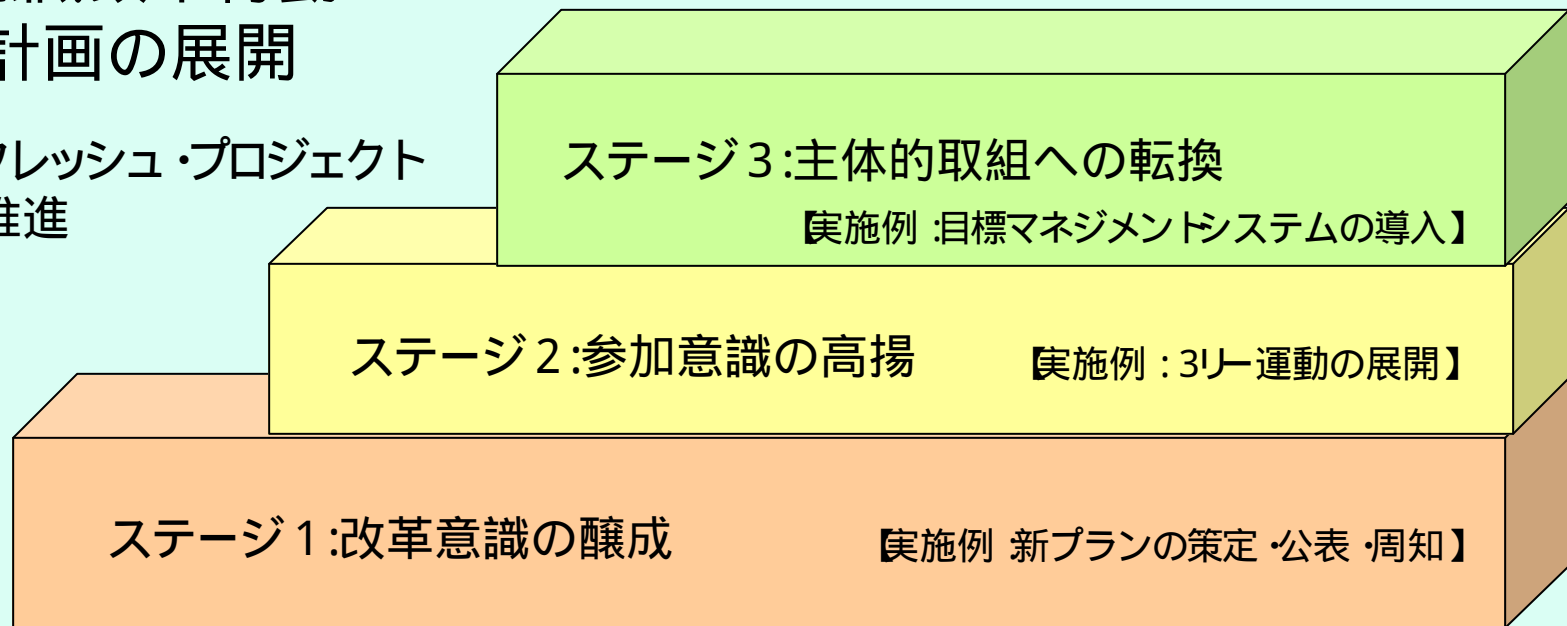 計画の展開
フレッシュ・プロジェクト
推進
ステージ3:主体的取組への転換
【実施例:目標マネジメントシステムの導入】
ステージ2:参加意識の高揚
【実施例:3リー運動の展開】
ステージ1:改革意識の醸成
【実施例:新プランの策定・公表・周知】